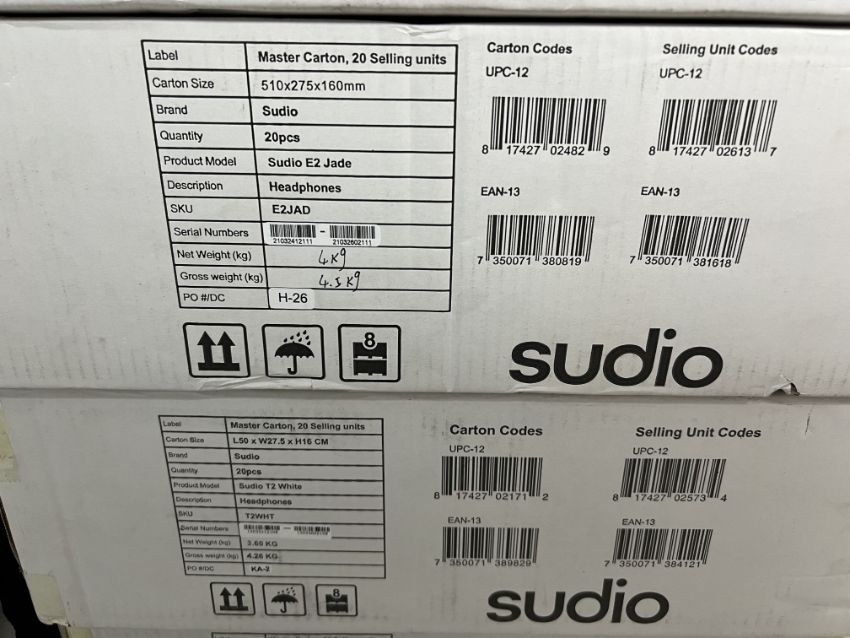 Label Master Carton, 20 Selling units
Carton Size 510x275x160mm
Brand Sudio
Quantity 20pcs
Product Model Sudio E2 Jade
Description Headphones
SKU E2JAD
Serial Numbers 21032412111 - 21032602111
Net Weight (kg) 4Kg
Gross weight (kg) 4.5Kg
PO #/DC H-26
Carton Codes
UPC-12
8 17427 02482 9
EAN-13
7 350071 380819
Selling Unit Codes
UPC-12
8 17427 02613 7
EAN-13
7 350071 381618
8
sudio
Label Master Carton, 20 Selling units
Carton Size L50 x W27.5 x H16 CM
Brand Sudio
Quantity 20pcs
Product Model Sudio T2 White
Description Headphones
SKU T2WHT
Serial Numbers -
Net Weight (kg) 3.60 KG
Gross weight (kg) 4.26 KG
PO #/DC KA-2
Carton Codes
UPC-12
8 17427 02171 2
EAN-13
7 350071 389829
Selling Unit Codes
UPC-12
8 17427 02573 4
EAN-13
7 350071 384121
8
sudio